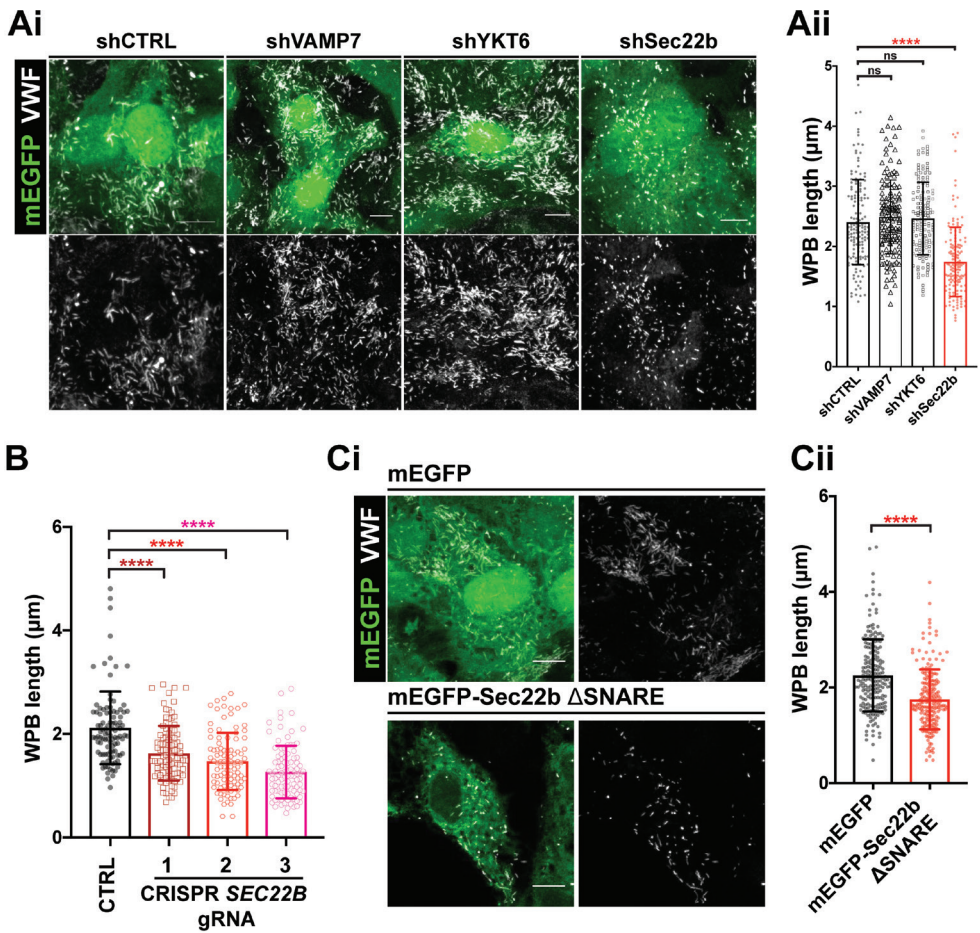 Ai
shCTRL shVAMP7 shYKT6 shSec22b
mEGFP VWF
Aii
****
ns
ns
WPB length (μm)
5
4
3
2
1
0
shCTRL
shVAMP7
shYKT6
shSec22b
B
****
****
****
WPB length (μm)
6
4
2
0
CTRL
1 2 3
CRISPR SEC22B
gRNA
Ci
mEGFP
mEGFP VWF
mEGFP-Sec22b ΔSNARE
Cii
****
WPB length (μm)
6
4
2
0
mEGFP
mEGFP-Sec22b
ΔSNARE